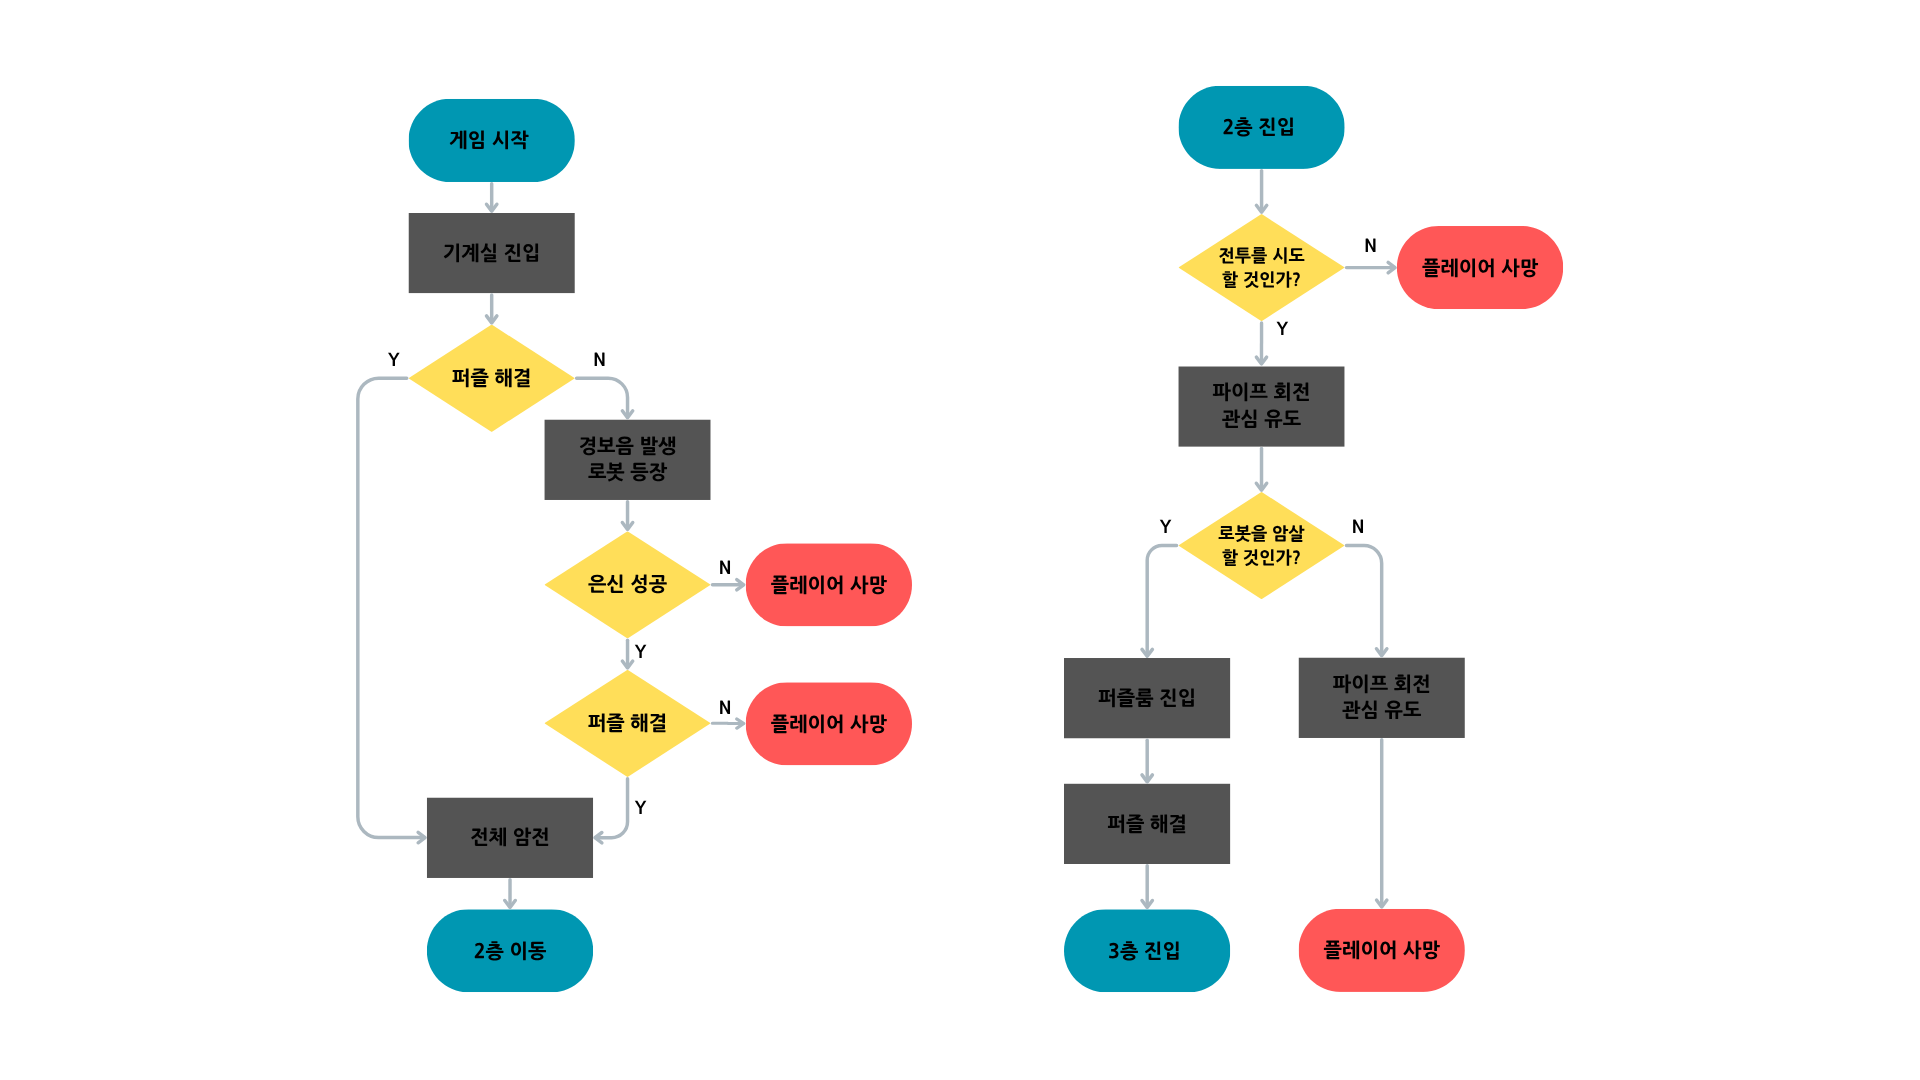 게임 시작
기계실 진입
Y
퍼즐 해결
N
경보음 발생
로봇 등장
은신 성공
N
플레이어 사망
Y
퍼즐 해결
N
플레이어 사망
Y
전체 암전
2층 이동
2층 진입
전투를 시도
할 것인가?
N
플레이어 사망
Y
파이프 회전
관심 유도
Y
로봇을 암살
할 것인가?
N
퍼즐룸 진입
퍼즐 해결
3층 진입
파이프 회전
관심 유도
플레이어 사망